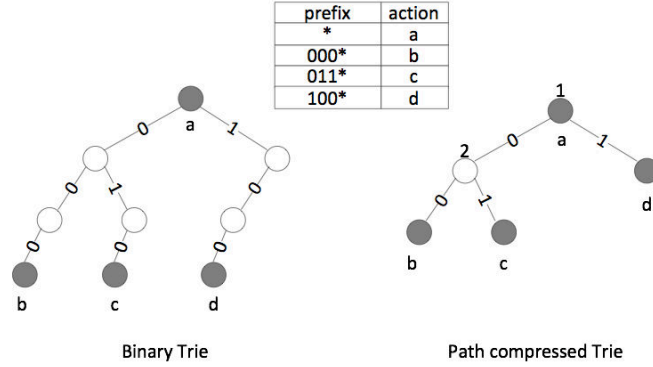 prefix action
* a
000* b
011* c
100* d
1
a
0 1
2
0 1 0
0 1
0 0 0
b c d
a
0 1
d
b c
Binary Trie
Path compressed Trie